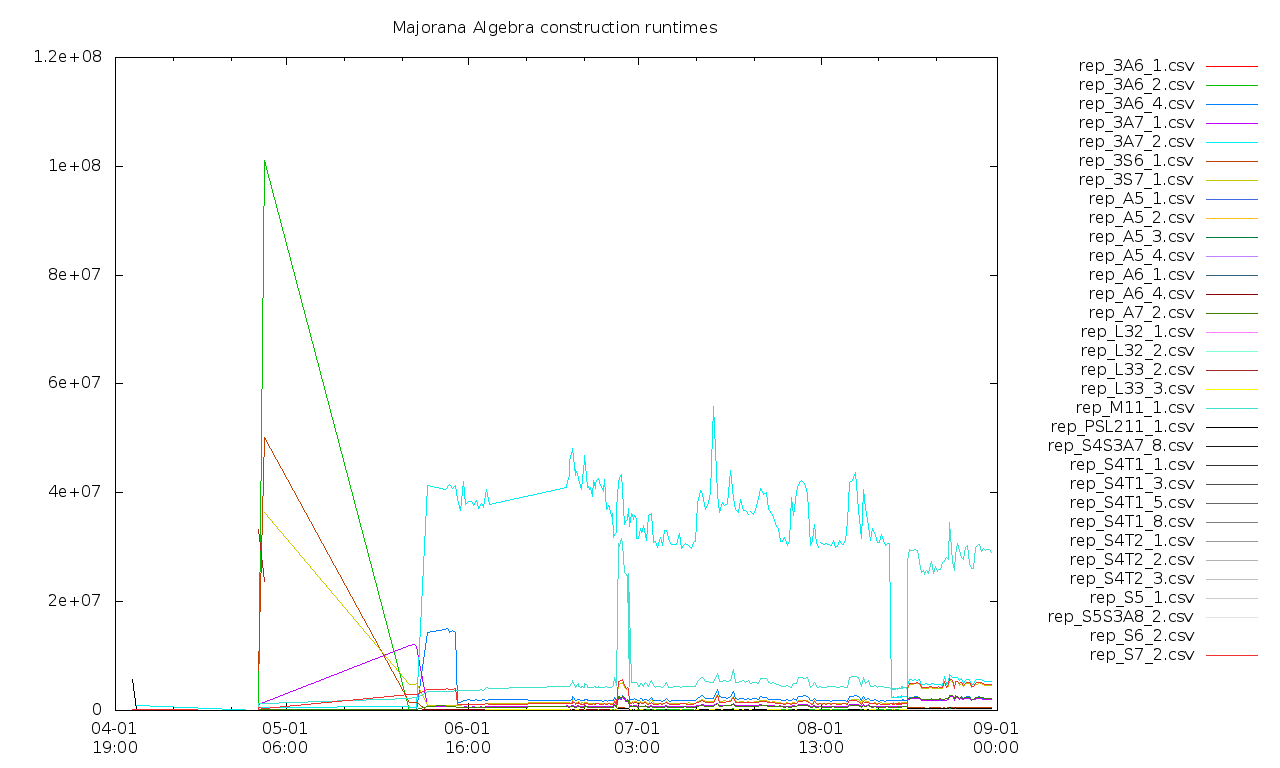 Majorana Algebra construction runtimes
1.2e+08
1e+08
8e+07
6e+07
4e+07
2e+07
0
04-01
19:00
05-01
06:00
06-01
16:00
07-01
03:00
08-01
13:00
09-01
00:00
rep_3A6_1.csv
rep_3A6_2.csv
rep_3A6_4.csv
rep_3A7_1.csv
rep_3A7_2.csv
rep_3S6_1.csv
rep_3S7_1.csv
rep_A5_1.csv
rep_A5_2.csv
rep_A5_3.csv
rep_A5_4.csv
rep_A6_1.csv
rep_A6_4.csv
rep_A7_2.csv
rep_L32_1.csv
rep_L32_2.csv
rep_L33_2.csv
rep_L33_3.csv
rep_M11_1.csv
rep_PSL211_1.csv
rep_S4S3A7_8.csv
rep_S4T1_1.csv
rep_S4T1_3.csv
rep_S4T1_5.csv
rep_S4T1_8.csv
rep_S4T2_1.csv
rep_S4T2_2.csv
rep_S4T2_3.csv
rep_S5_1.csv
rep_S5S3A8_2.csv
rep_S6_2.csv
rep_S7_2.csv